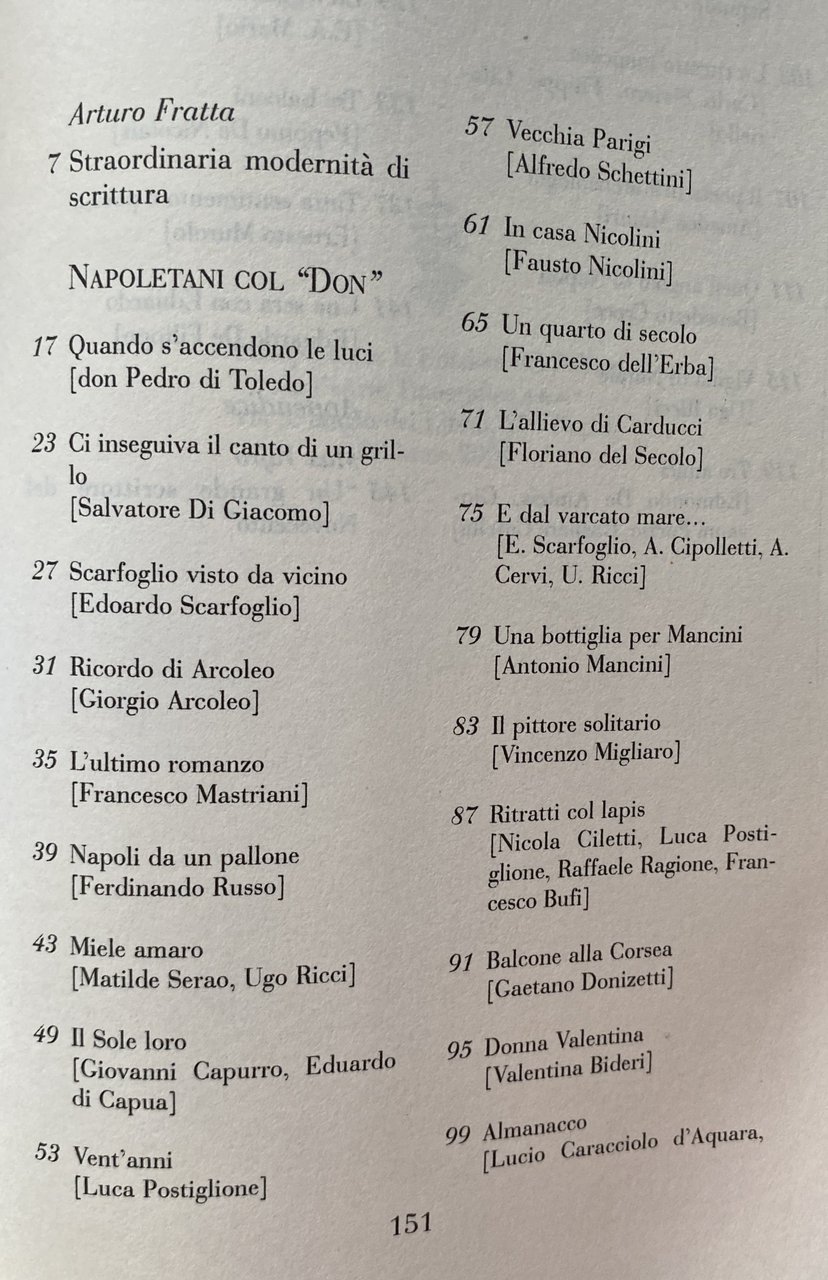 Arturo Fratta
7 Straordinaria modernità di
scrittura
NAPOLETANI COL “DON”
17 Quando s'accendono le luci
[don Pedro di Toledo]
23 Ci inseguiva il canto di un gril-
lo
[Salvatore Di Giacomo]
27 Scarfoglio visto da vicino
[Edoardo Scarfoglio]
31 Ricordo di Arcoleo
[Giorgio Arcoleo]
35 L'ultimo romanzo
[Francesco Mastriani]
39 Napoli da un pallone
[Ferdinando Russo]
43 Miele amaro
[Matilde Serao, Ugo Ricci]
49 Il Sole loro
[Giovanni Capurro, Eduardo
di Capua]
53 Vent'anni
[Luca Postiglione]
57 Vecchia Parigi
[Alfredo Schettini]
61 In casa Nicolini
[Fausto Nicolini]
65 Un quarto di secolo
[Francesco dell'Erba]
71 L'allievo di Carducci
[Floriano del Secolo]
75 E dal varcato mare...
[E. Scarfoglio, A. Cipolletti, A.
Cervi, U. Ricci]
79 Una bottiglia per Mancini
[Antonio Mancini]
83 Il pittore solitario
[Vincenzo Migliaro]
87 Ritratti col lapis
[Nicola Ciletti, Luca Posti-
glione, Raffaele Ragione, Fran-
cesco Bufi]
91 Balcone alla Corsea
[Gaetano Donizetti]
95 Donna Valentina
[Valentina Bideri]
99 Almanacco
[Lucio Caracciolo d'Aquara,
151